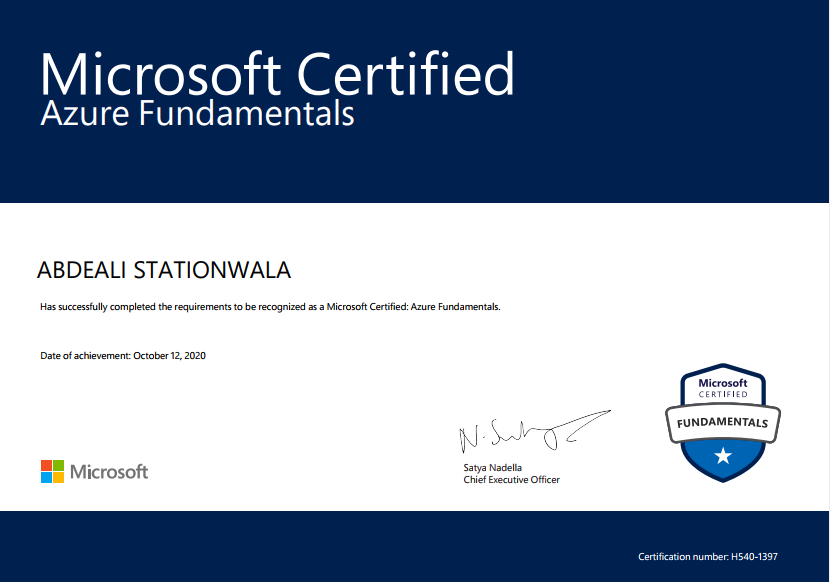 Microsoft Certified
Azure Fundamentals
ABDEALI STATIONWALA
Has successfully completed the requirements to be recognized as a Microsoft Certified: Azure Fundamentals.
Date of achievement: October 12, 2020
Microsoft
CERTIFIED
FUNDAMENTALS
N. Satya
Satya Nadella
Chief Executive Officer
Microsoft
Certification number: H540-1397